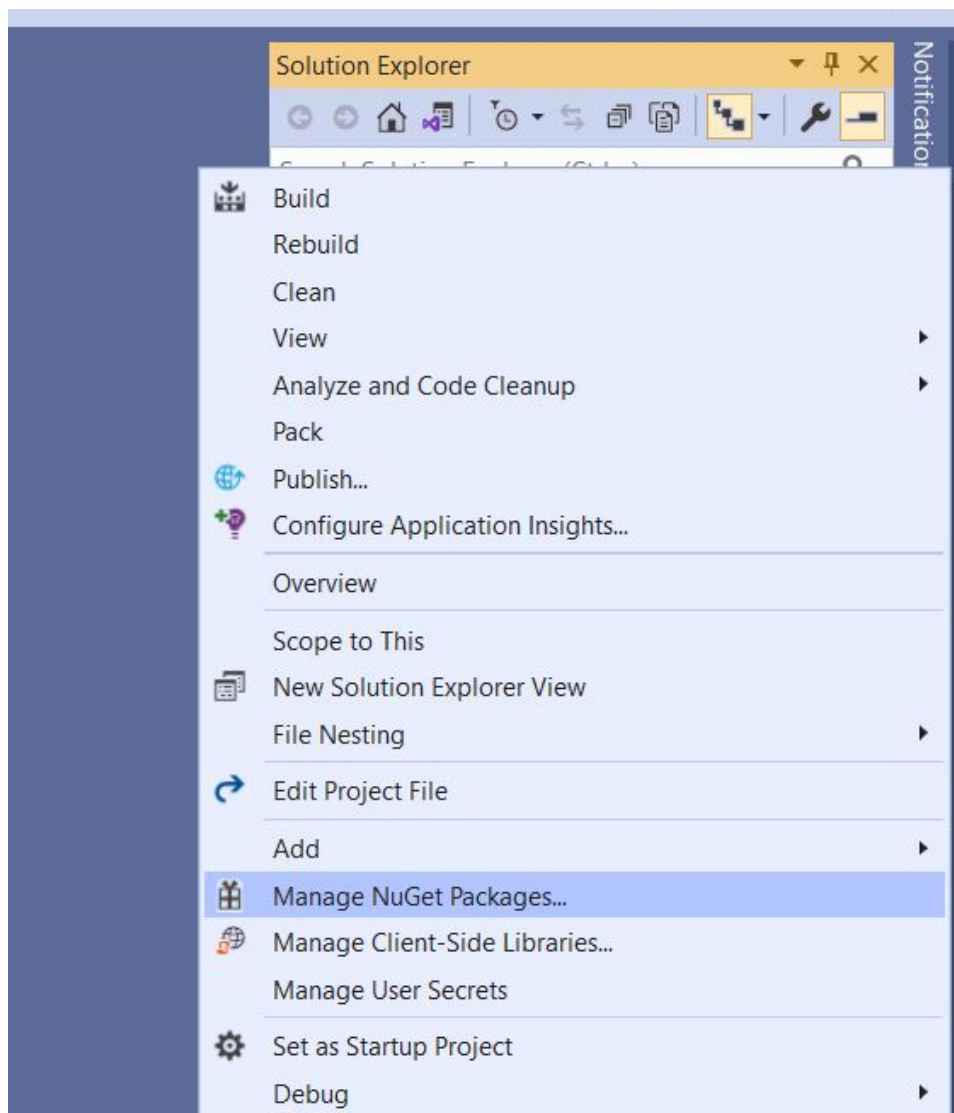 Solution Explorer
Notification
Build
Rebuild
Clean
View
Analyze and Code Cleanup
Pack
Publish...
Configure Application Insights...
Overview
Scope to This
New Solution Explorer View
File Nesting
Edit Project File
Add
Manage NuGet Packages...
Manage Client-Side Libraries...
Manage User Secrets
Set as Startup Project
Debug